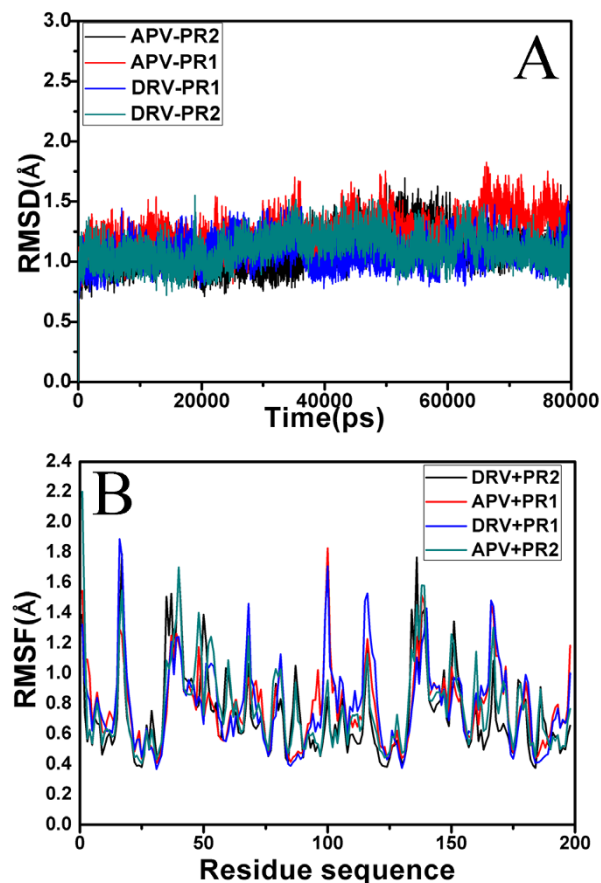 3.0
2.5
2.0
1.5
1.0
0.5
0.0
RMSD(Å)
APV-PR2
APV-PR1
DRV-PR1
DRV-PR2
A
0
20000
40000
60000
80000
Time(ps)
2.4
2.2
2.0
1.8
1.6
1.4
1.2
1.0
0.8
0.6
0.4
0.2
0.0
RMSF(Å)
B
DRV+PR2
APV+PR1
DRV+PR1
APV+PR2
0
50
100
150
200
Residue sequence